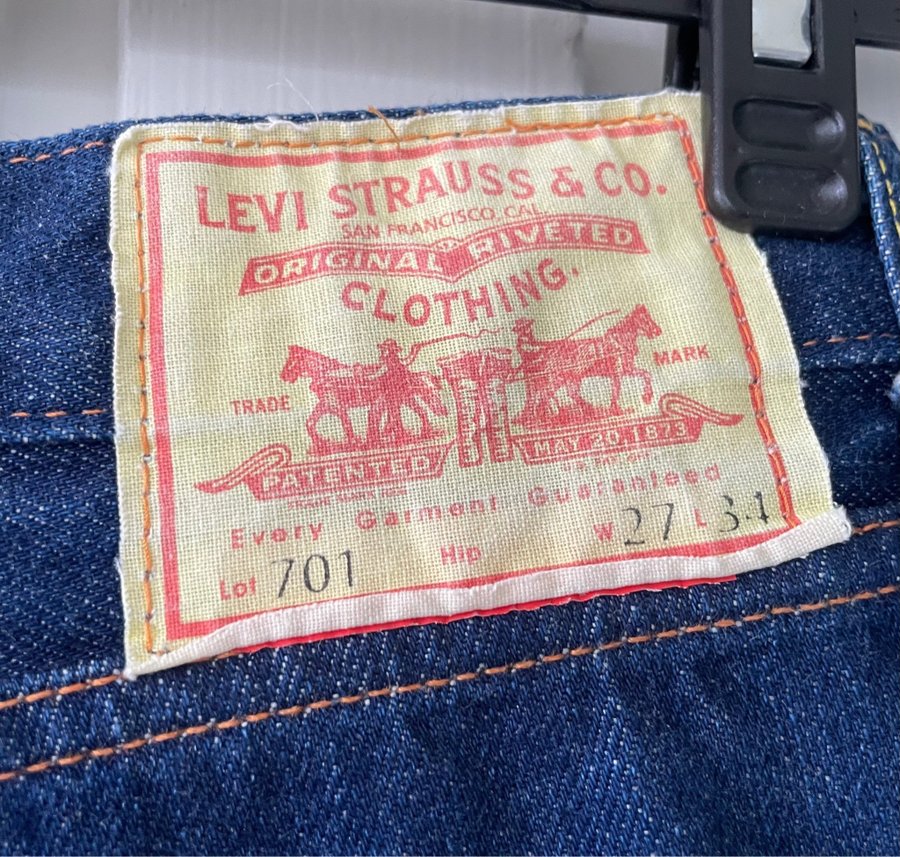 LEVI STRAUSS & CO.
SAN FRANCISCO, CAL.
ORIGINAL RIVETED
CLOTHING.
TRADE MARK
PATENTED MAY 20.1873
Every Garment Guaranteed
Lot 701 Hip W 27 L 34